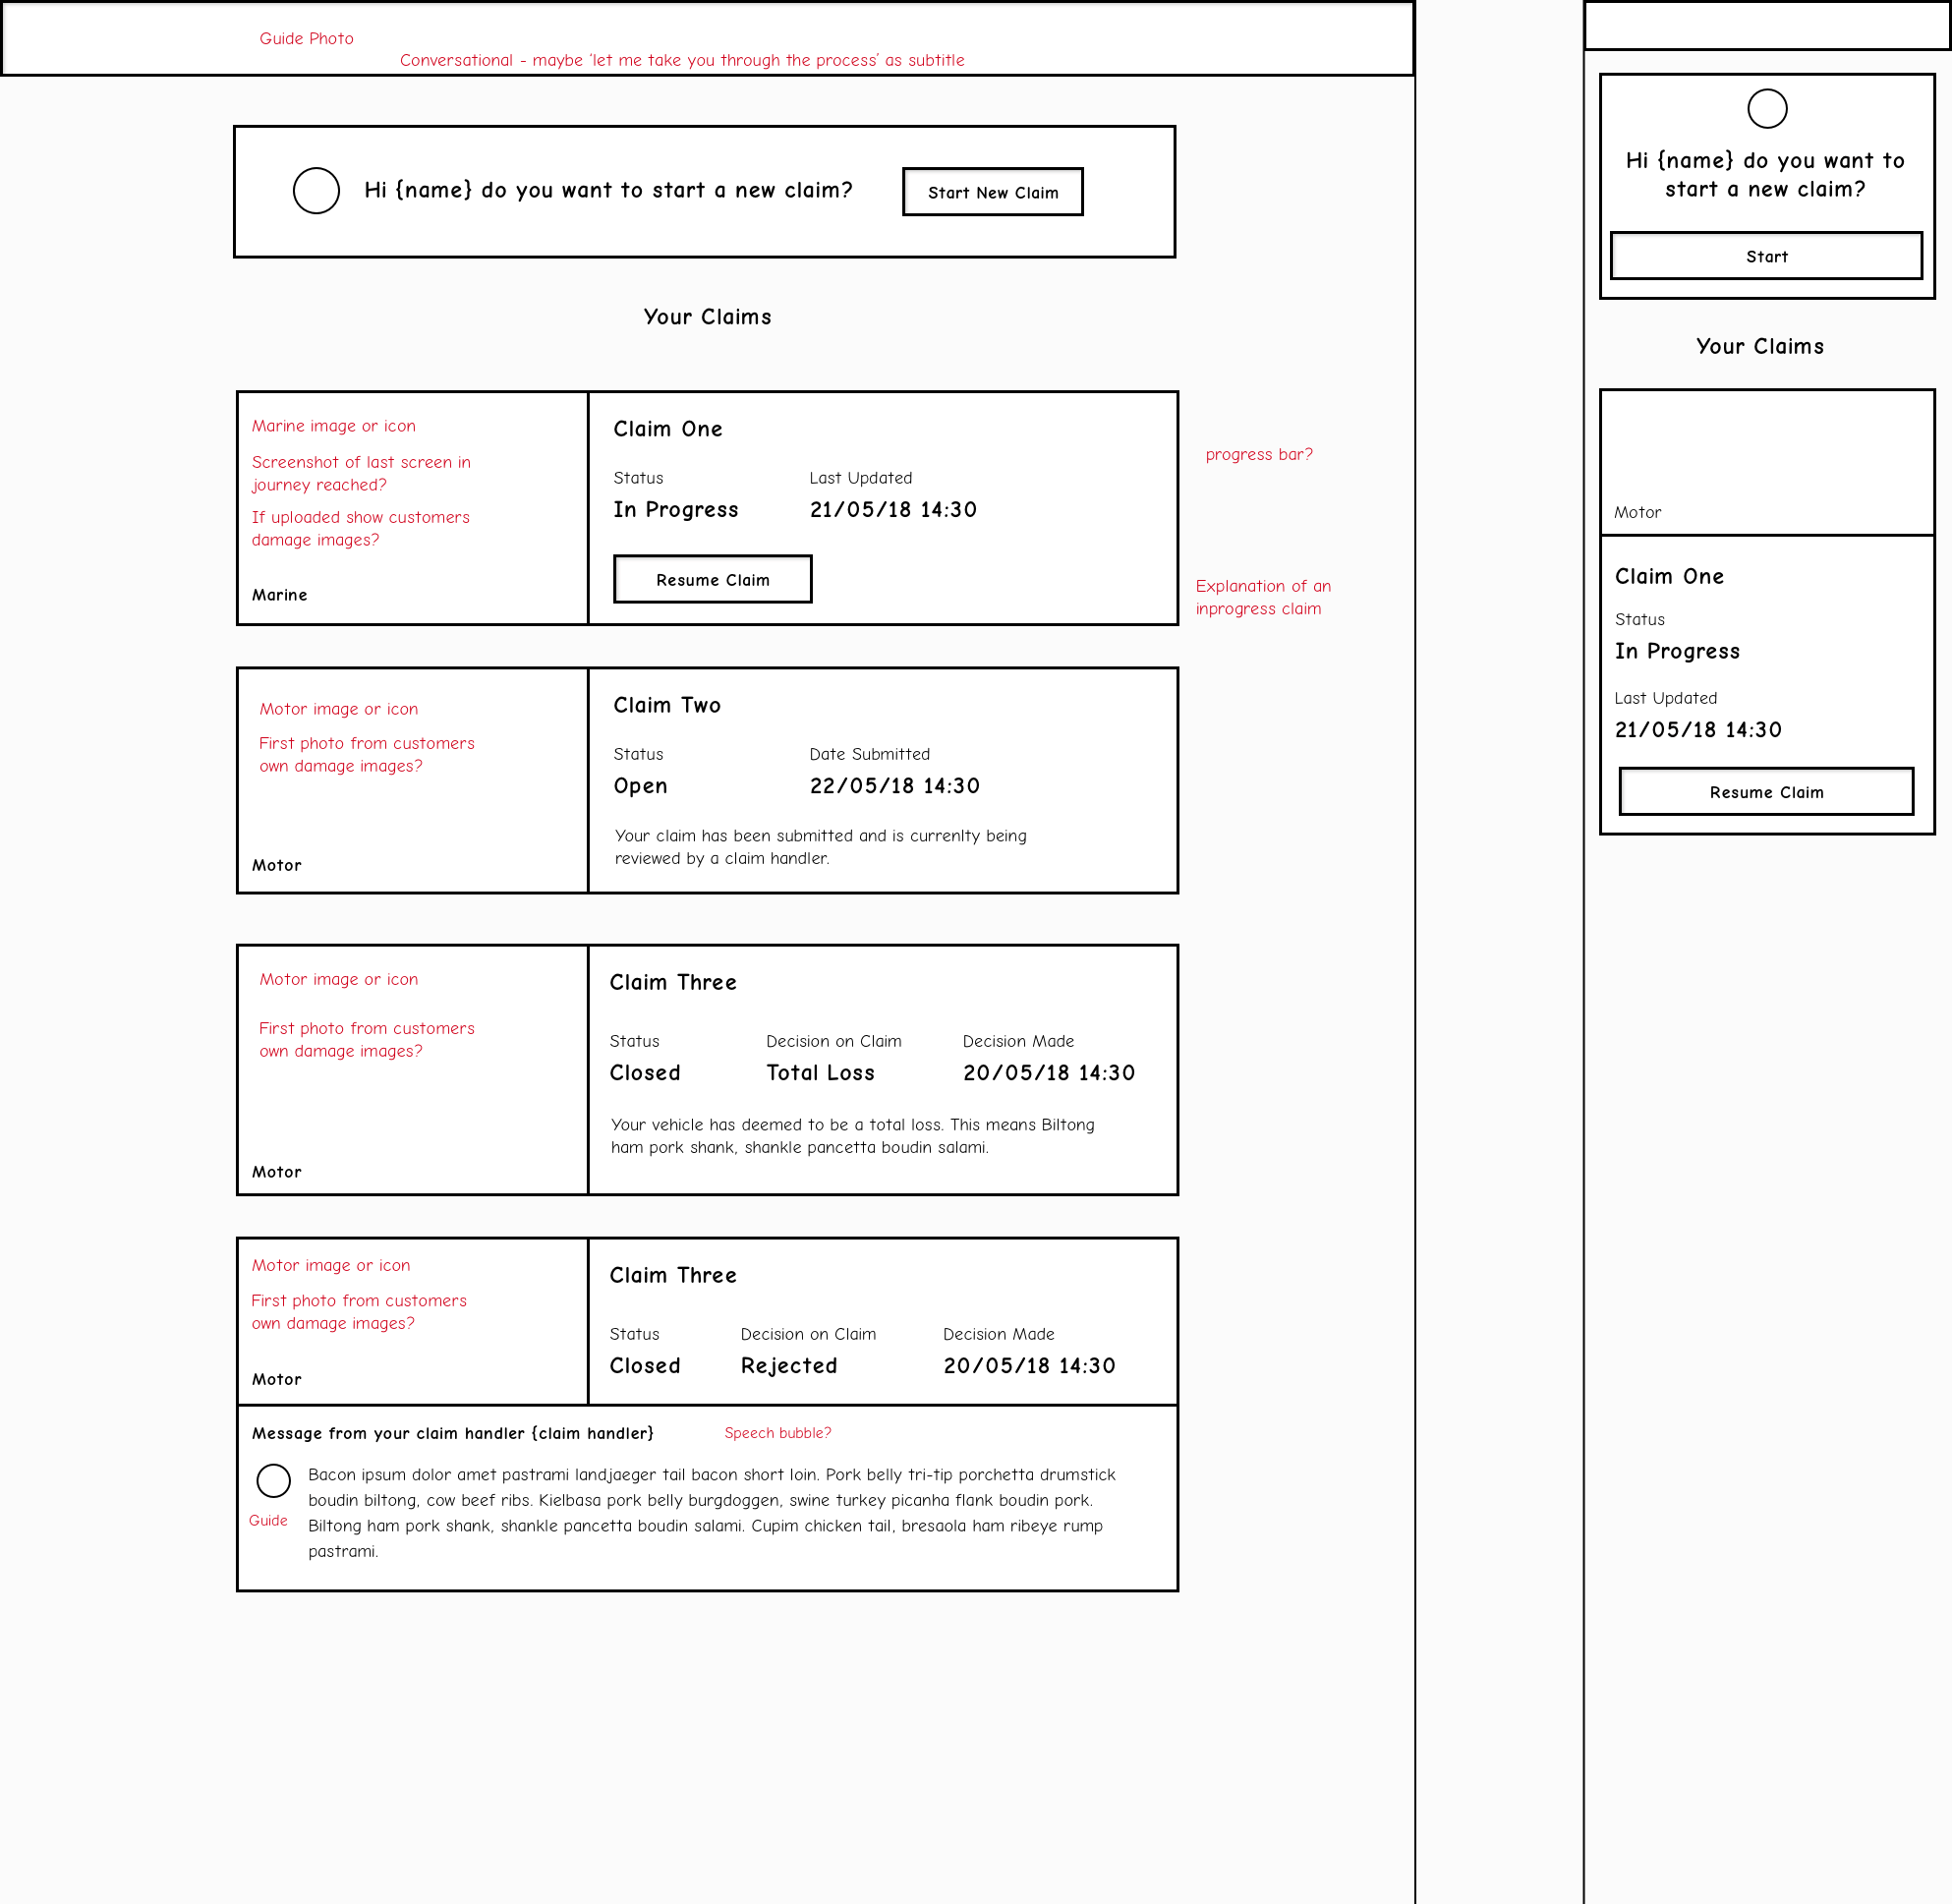 Guide Photo
Conversational - maybe ‘let me take you through the process’ as subtitle
Hi {name} do you want to start a new claim?
Start New Claim
Your Claims
Marine image or icon
Screenshot of last screen in
journey reached?
If uploaded show customers
damage images?
Marine
Claim One
Status
Last Updated
In Progress
21/05/18 14:30
Resume Claim
progress bar?
Explanation of an
inprogress claim
Motor image or icon
First photo from customers
own damage images?
Motor
Claim Two
Status
Date Submitted
Open
22/05/18 14:30
Your claim has been submitted and is currenlty being
reviewed by a claim handler.
Motor image or icon
First photo from customers
own damage images?
Motor
Claim Three
Status
Decision on Claim
Decision Made
Closed
Total Loss
20/05/18 14:30
Your vehicle has deemed to be a total loss. This means Biltong
ham pork shank, shankle pancetta boudin salami.
Motor image or icon
First photo from customers
own damage images?
Motor
Claim Three
Status
Decision on Claim
Decision Made
Closed
Rejected
20/05/18 14:30
Message from your claim handler {claim handler}
Speech bubble?
Guide
Bacon ipsum dolor amet pastrami landjaeger tail bacon short loin. Pork belly tri-tip porchetta drumstick
boudin biltong, cow beef ribs. Kielbasa pork belly burgdoggen, swine turkey picanha flank boudin pork.
Biltong ham pork shank, shankle pancetta boudin salami. Cupim chicken tail, bresaola ham ribeye rump
pastrami.
Hi {name} do you want to
start a new claim?
Start
Your Claims
Motor
Claim One
Status
In Progress
Last Updated
21/05/18 14:30
Resume Claim